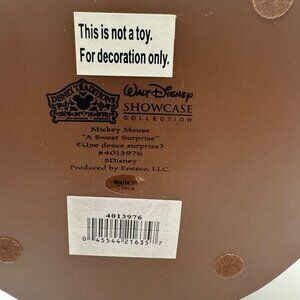 This is not a toy.
For decoration only.
DISNEY TRADITIONS
Walt Disney
SHOWCASE
COLLECTION
Mickey Mouse
"A Sweet Surprise"
<Une douce surprise>
#4013976
©Disney
Produced by Enesco, LLC.
Made in
China
4013976
0 45544 21635 7